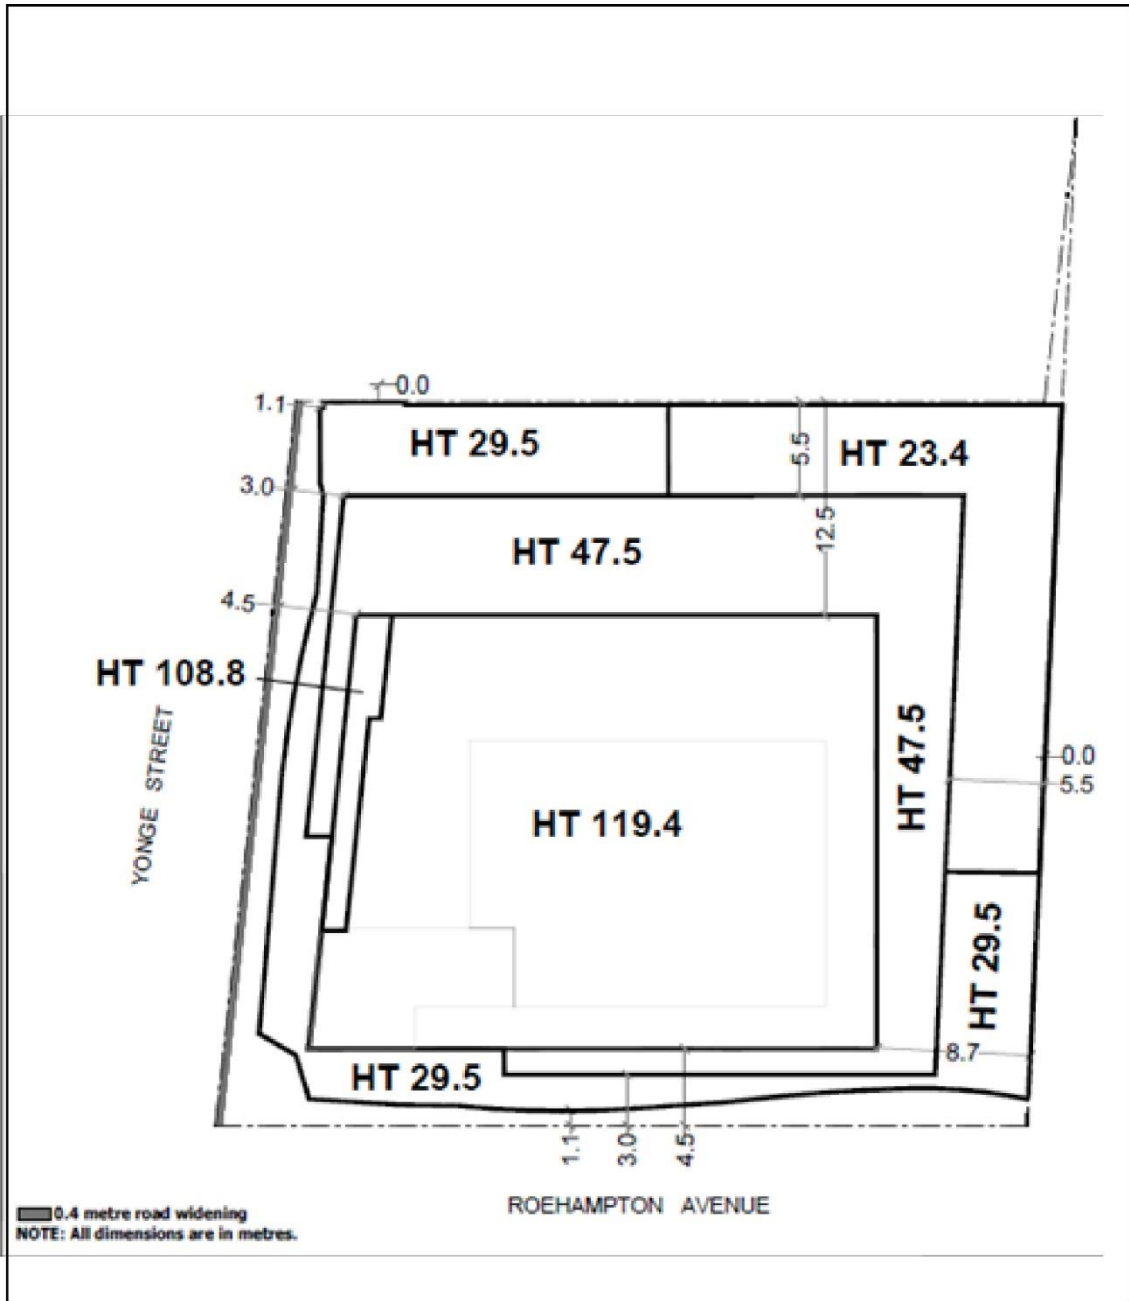 0.0
1.1
HT 29.5
5.5
HT 23.4
3.0
12.5
HT 47.5
4.5
HT 108.8
YONGE STREET
HT 47.5
0.0
5.5
HT 119.4
HT 29.5
8.7
HT 29.5
1.1
3.0
4.5
ROEHAMPTON AVENUE
0.4 metre road widening
NOTE: All dimensions are in metres.